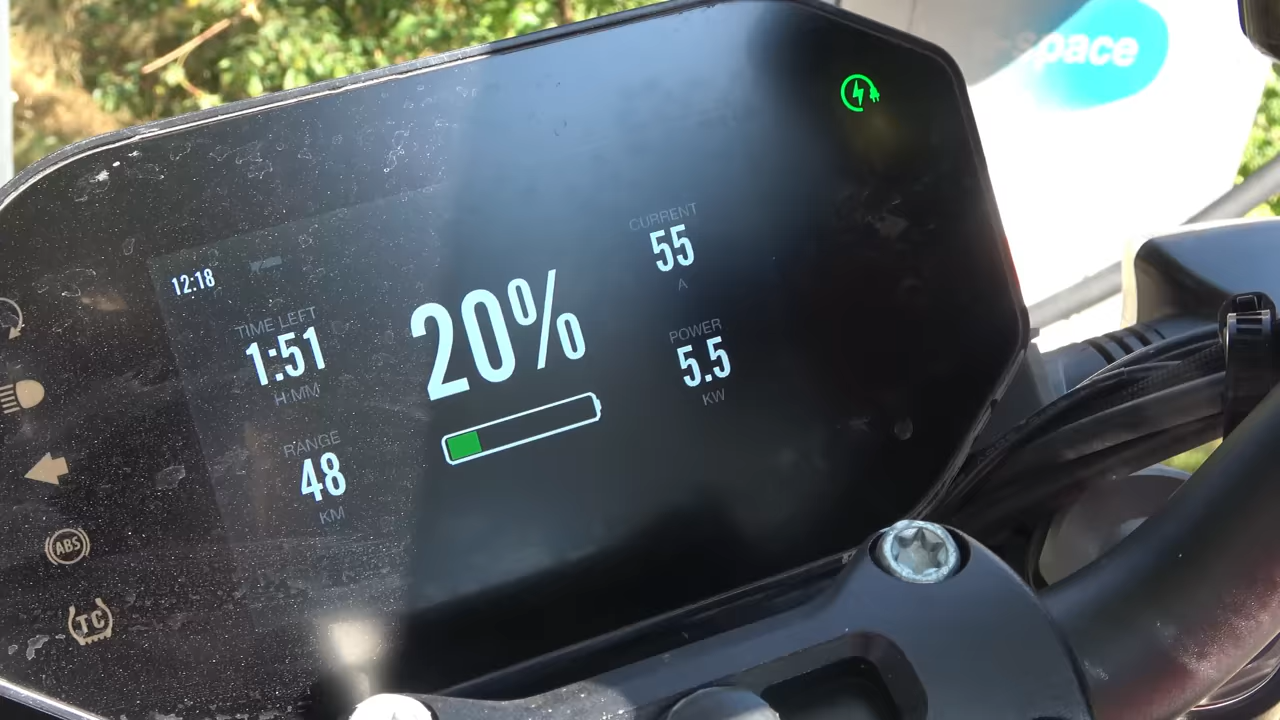 space
12:18
TIME LEFT
1:51
H:MM
RANGE
48
KM
20%
CURRENT
55
A
POWER
5.5
KW
ABS
TC